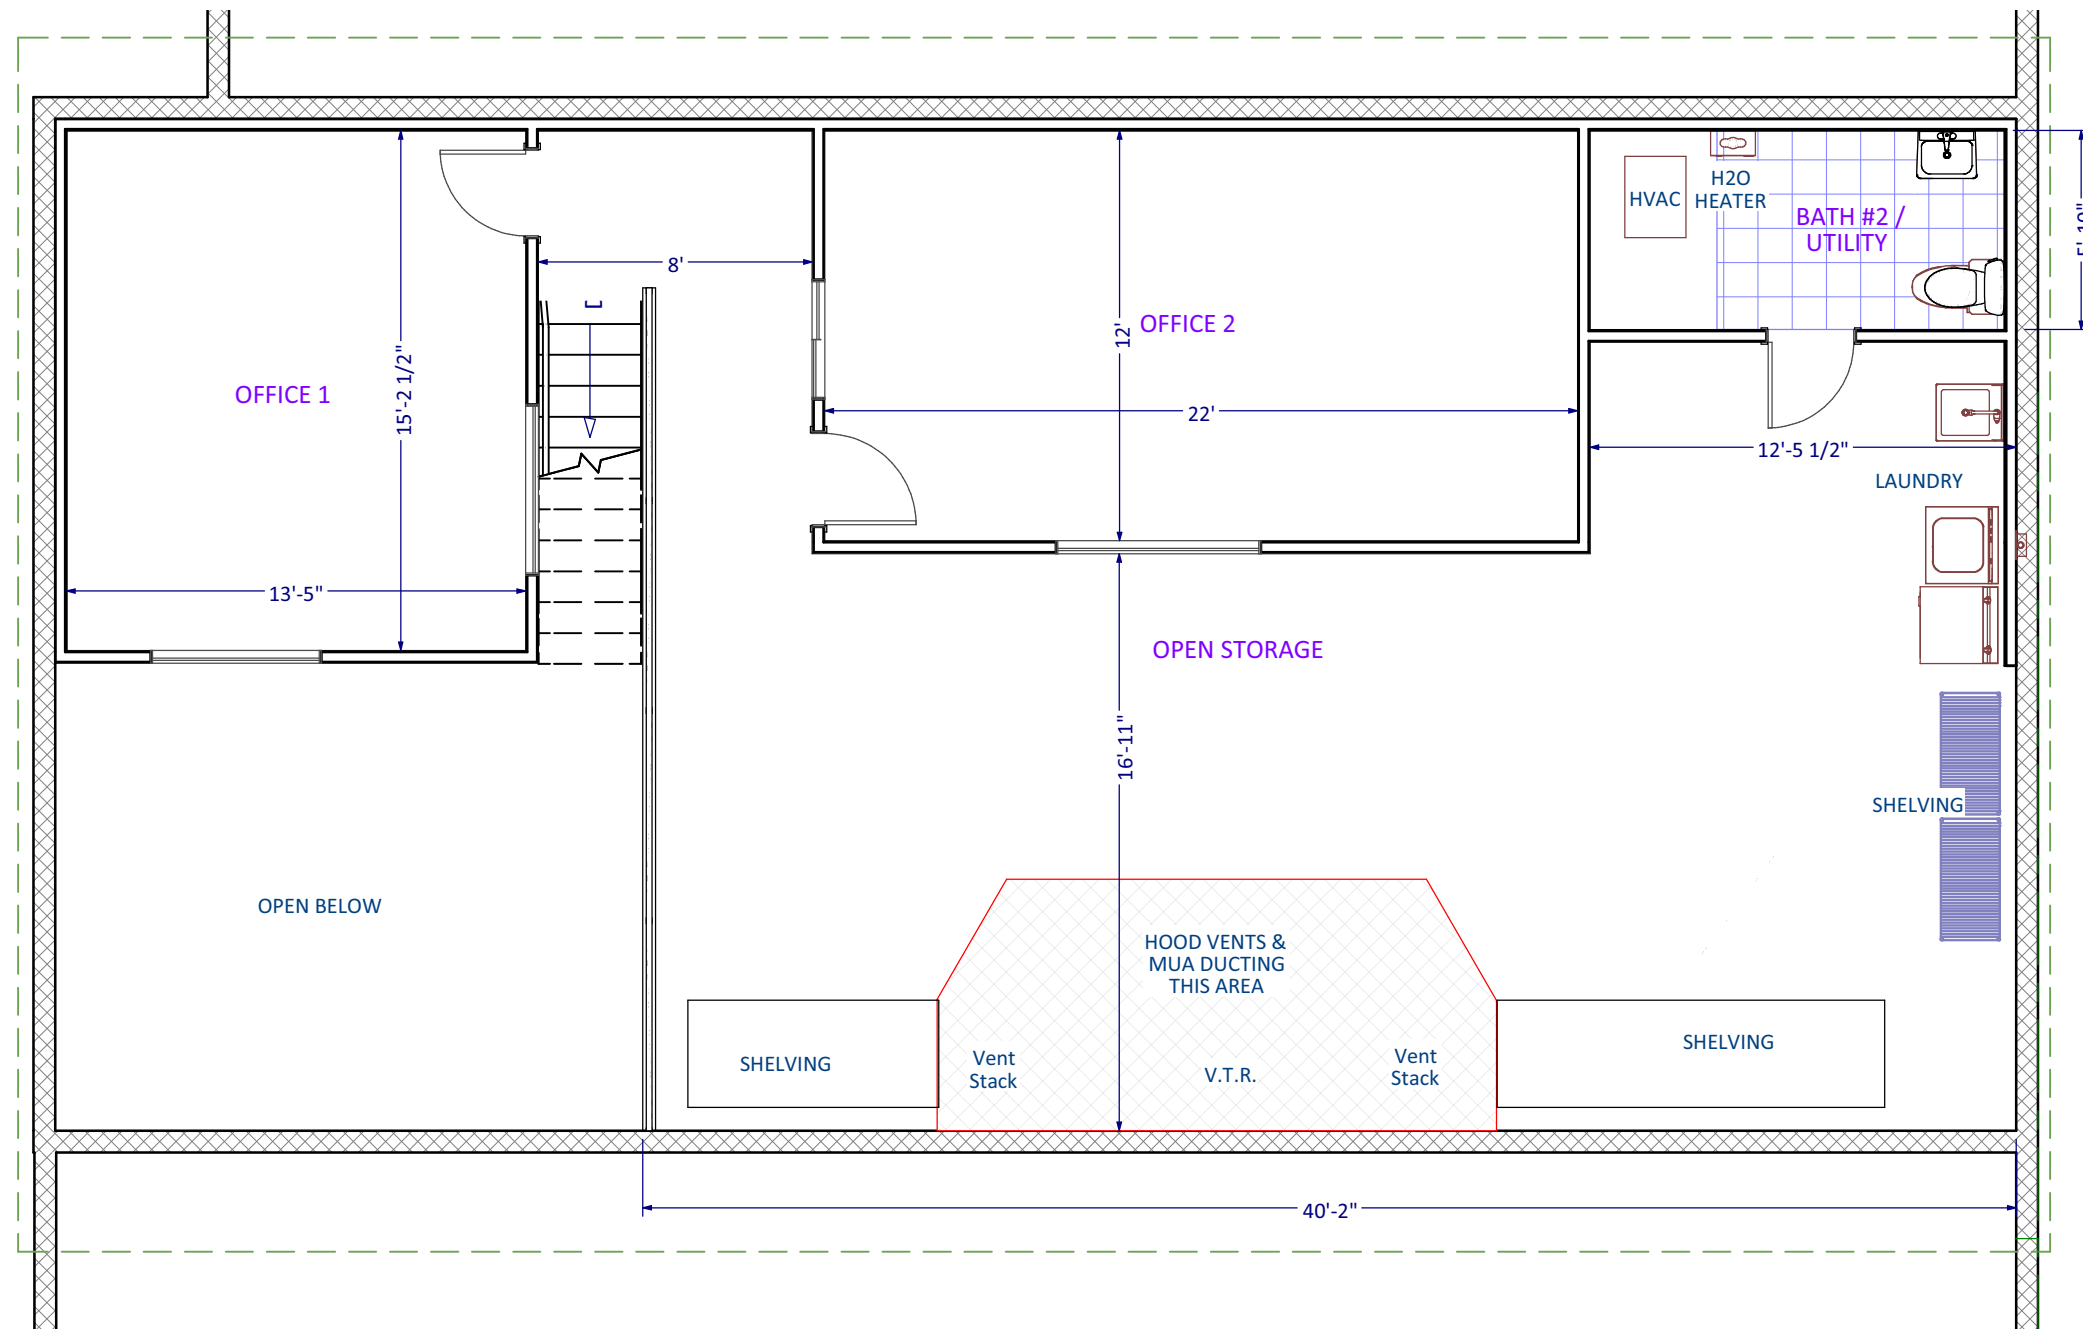 HVAC
H2O
HEATER
BATH #2 /
UTILITY
8'
OFFICE 2
12'
OFFICE 1
15'-2 1/2"
22'
12'-5 1/2"
LAUNDRY
13'-5"
OPEN STORAGE
16'-11"
SHELVING
OPEN BELOW
HOOD VENTS &
MUA DUCTING
THIS AREA
SHELVING
Vent
Stack
V.T.R.
Vent
Stack
SHELVING
40'-2"